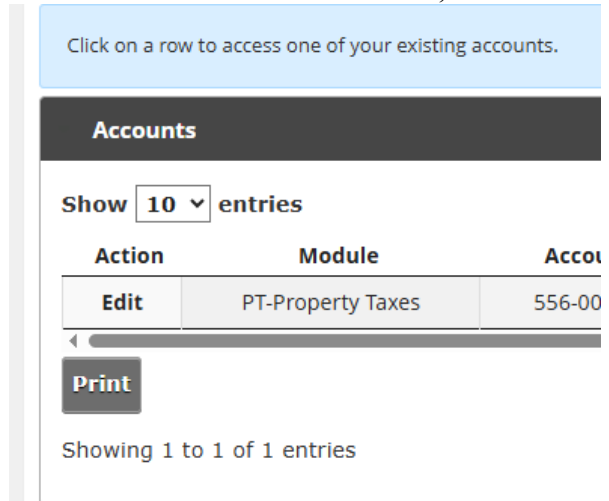 Click on a row to access one of your existing accounts.
Accounts
Show 10 entries
Action Module
Edit PT-Property Taxes 556-00
Print
Showing 1 to 1 of 1 entries